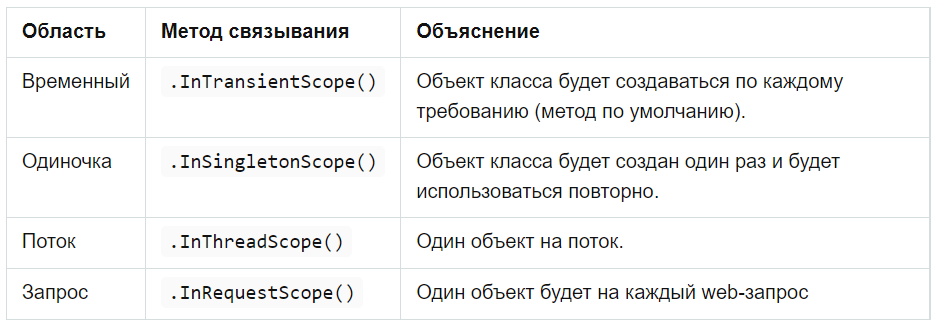 Область Метод связывания Объяснение
Временный .InTransientScope() Объект класса будет создаваться по каждому
требованию (метод по умолчанию).
Одиночка .InSingletonScope() Объект класса будет создан один раз и будет
использоваться повторно.
Поток .InThreadScope() Один объект на поток.
Запрос .InRequestScope() Один объект будет на каждый web-запрос